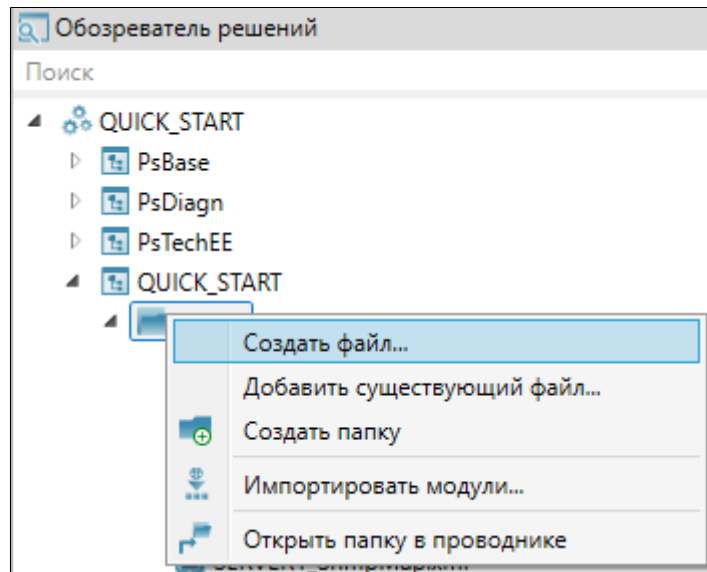 Обозреватель решений
Поиск
QUICK_START
PsBase
PsDiagn
PsTechEE
QUICK_START
Создать файл...
Добавить существующий файл...
Создать папку
Импортировать модули...
Открыть папку в проводнике